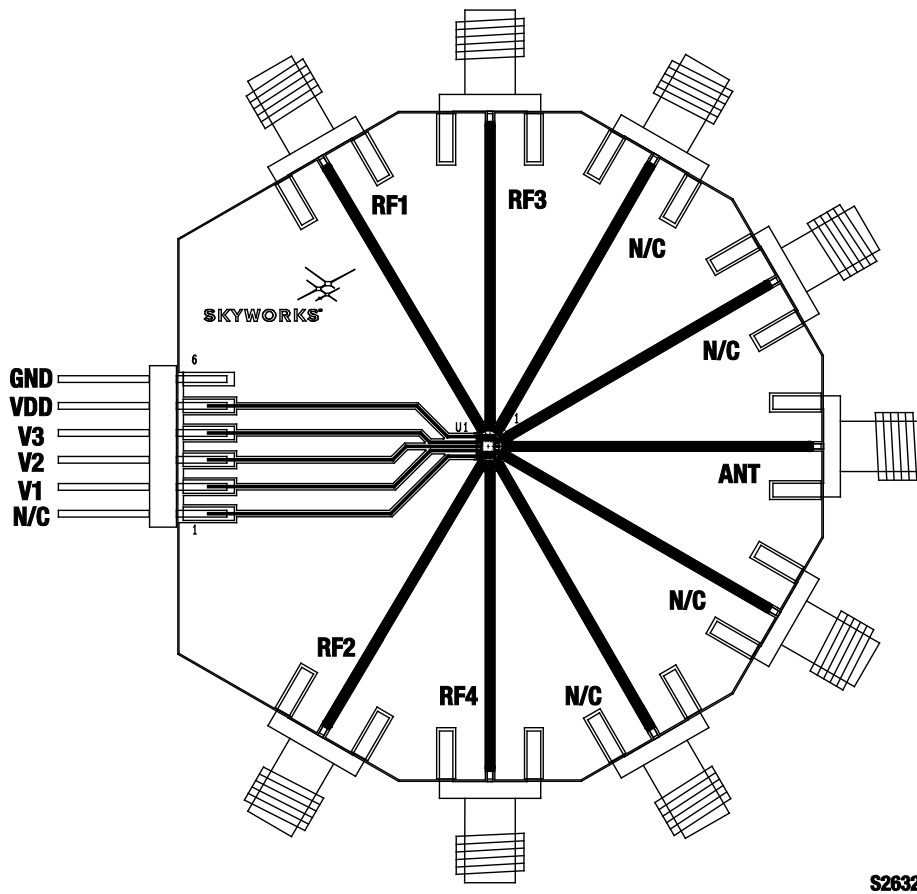 RF1
RF3
N/C
N/C
SKYWORKS
6
GND
VDD
V3
V2
V1
N/C
1
U1
1
ANT
N/C
RF2
RF4
N/C
S2632